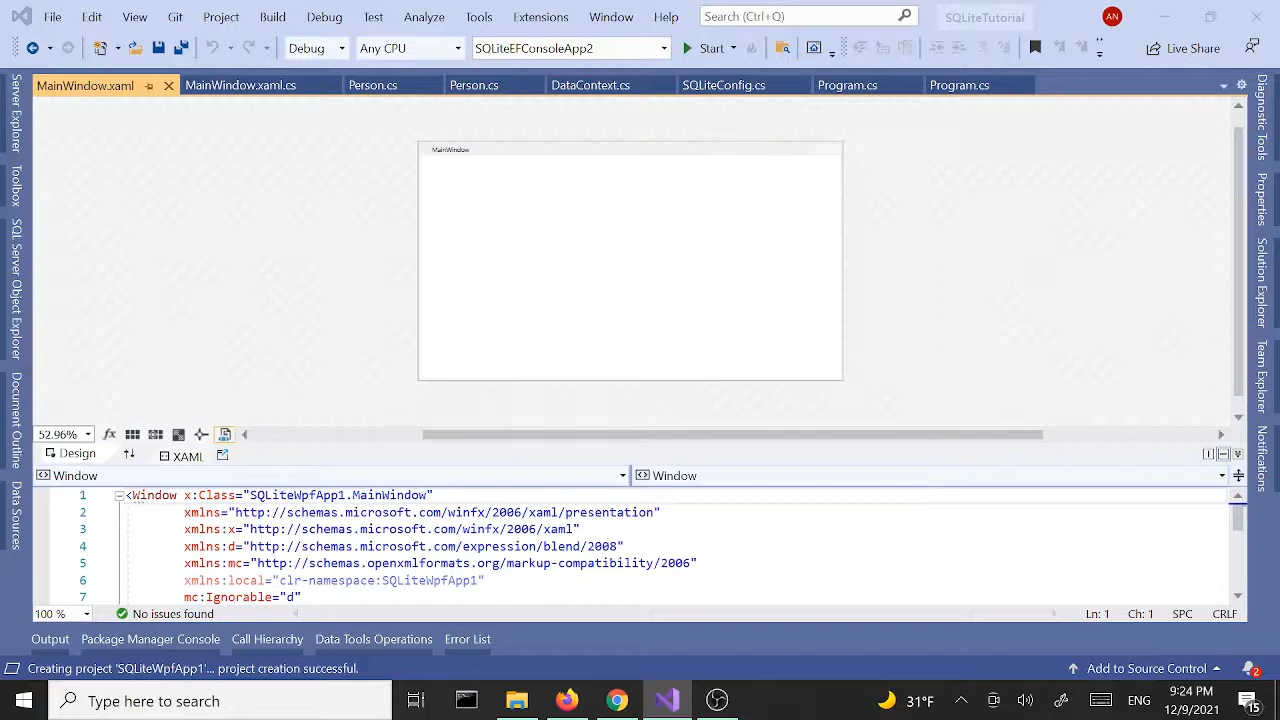 File Edit View Git Project Build Debug Test Analyze Tools Extensions Window Help Search (Ctrl+Q) SQLiteTutorial AN
Debug Any CPU SQLiteEFConsoleApp2 Start Live Share
MainWindow.xaml MainWindow.xaml.cs Person.cs Person.cs DataContext.cs SQLiteConfig.cs Program.cs Program.cs
Server Explorer
Toolbox
SQL Server Object Explorer
Document Outline
Data Sources
MainWindow
Diagnostic Tools
Properties
Solution Explorer
Team Explorer
Notifications
52.96% fx
Design XAML
Window Window
1 <Window x:Class="SQLiteWpfApp1.MainWindow"
2 xmlns="http://schemas.microsoft.com/winfx/2006/xaml/presentation"
3 xmlns:x="http://schemas.microsoft.com/winfx/2006/xaml"
4 xmlns:d="http://schemas.microsoft.com/expression/blend/2008"
5 xmlns:mc="http://schemas.openxmlformats.org/markup-compatibility/2006"
6 xmlns:local="clr-namespace:SQLiteWpfApp1"
7 mc:Ignorable="d"
100 % No issues found Ln: 1 Ch: 1 SPC CRLF
Output Package Manager Console Call Hierarchy Data Tools Operations Error List
Creating project 'SQLiteWpfApp1'... project creation successful. Add to Source Control 2
Type here to search 31°F ENG 15
:24 PM
12/9/2021